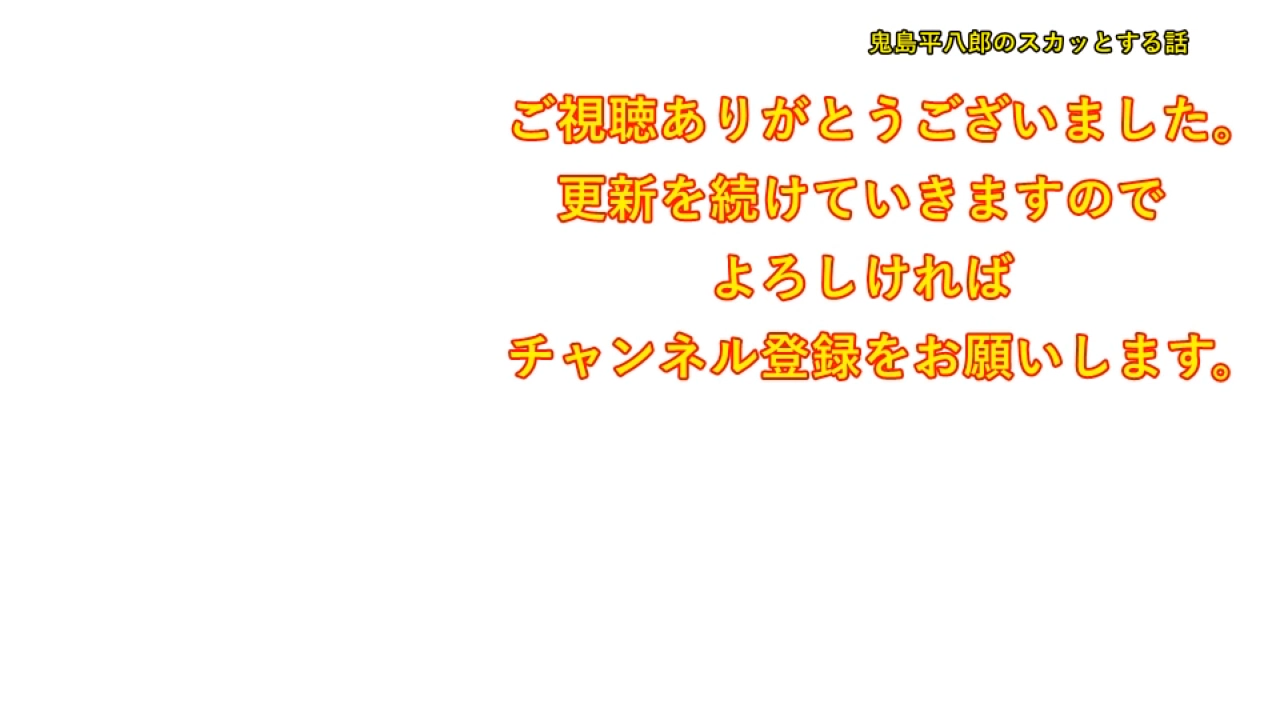 鬼島平八郎のスカッとする話
ご視聴ありがとうございました。
更新を続けていきますので
よろしければ
チャンネル登録をお願いします。